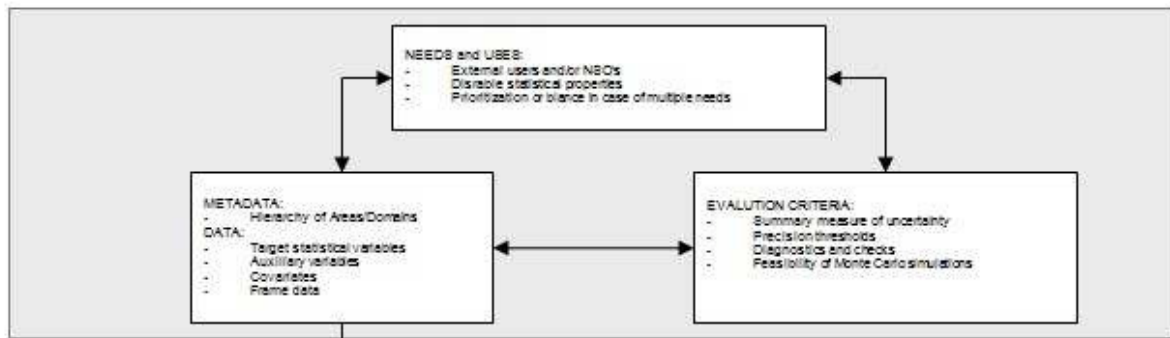 NEEDS and USES:
- External users and/or NSO's
- Disrable statistical properties
- Prioritization or blance in case of multiple needs
METADATA:
- Hierarchy of Areas/Domains
DATA:
- Target statistical variables
- Auxilliary variables
- Covariates
- Frame data
EVALUTION CRITERIA:
- Summary measure of uncertainty
- Precision thresholds
- Diagnostics and checks
- Feasibility of Monte Carlo simulations